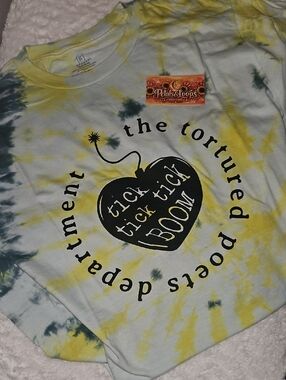 the tortured poets department
tick
tick tick
BOOM